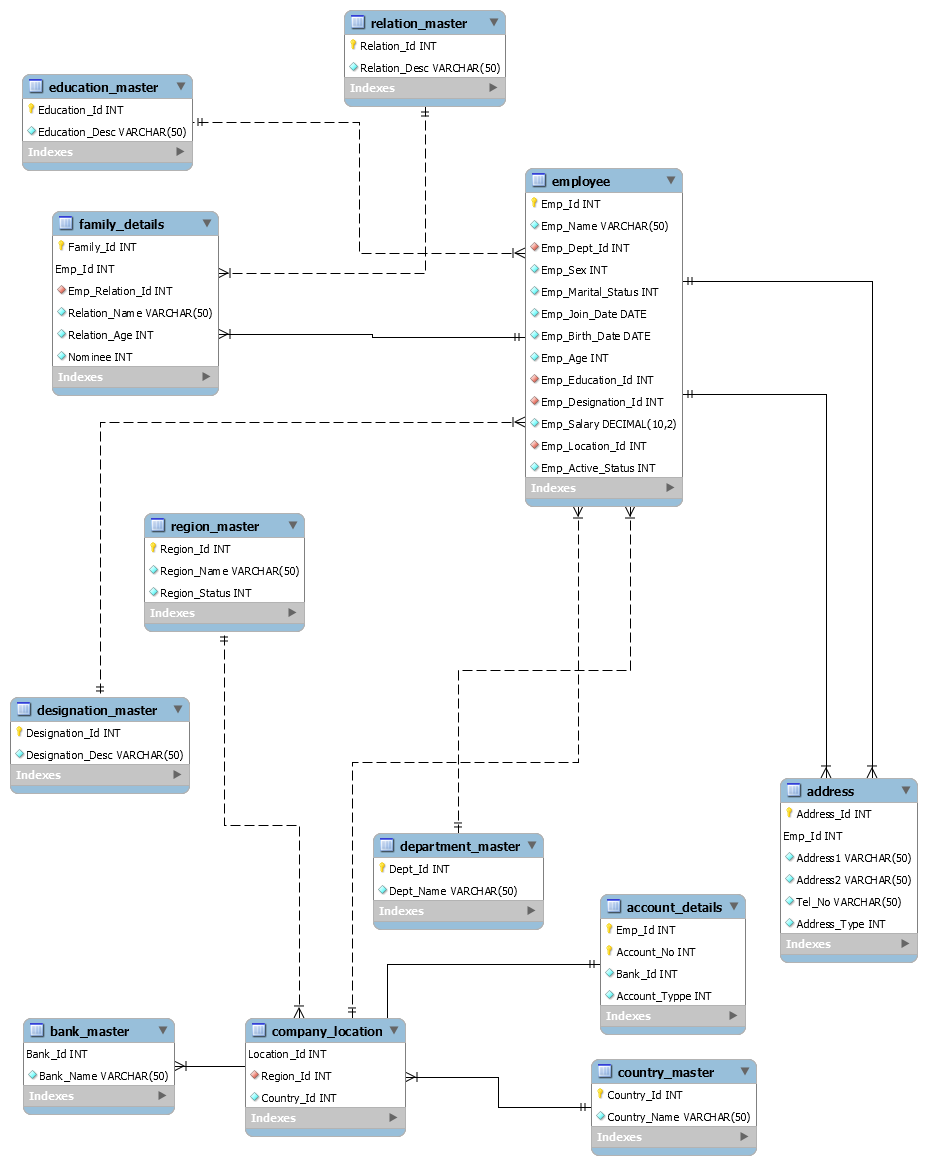 relation_master
Relation_Id INT
Relation_Desc VARCHAR(50)
Indexes
education_master
Education_Id INT
Education_Desc VARCHAR(50)
Indexes
employee
Emp_Id INT
Emp_Name VARCHAR(50)
Emp_Dept_Id INT
Emp_Sex INT
Emp_Marital_Status INT
Emp_Join_Date DATE
Emp_Birth_Date DATE
Emp_Age INT
Emp_Education_Id INT
Emp_Designation_Id INT
Emp_Salary DECIMAL(10,2)
Emp_Location_Id INT
Emp_Active_Status INT
Indexes
family_details
Family_Id INT
Emp_Id INT
Emp_Relation_Id INT
Relation_Name VARCHAR(50)
Relation_Age INT
Nominee INT
Indexes
region_master
Region_Id INT
Region_Name VARCHAR(50)
Region_Status INT
Indexes
designation_master
Designation_Id INT
Designation_Desc VARCHAR(50)
Indexes
address
Address_Id INT
Emp_Id INT
Address1 VARCHAR(50)
Address2 VARCHAR(50)
Tel_No VARCHAR(50)
Address_Type INT
Indexes
department_master
Dept_Id INT
Dept_Name VARCHAR(50)
Indexes
account_details
Emp_Id INT
Account_No INT
Bank_Id INT
Account_Typpe INT
Indexes
bank_master
Bank_Id INT
Bank_Name VARCHAR(50)
Indexes
company_location
Location_Id INT
Region_Id INT
Country_Id INT
Indexes
country_master
Country_Id INT
Country_Name VARCHAR(50)
Indexes